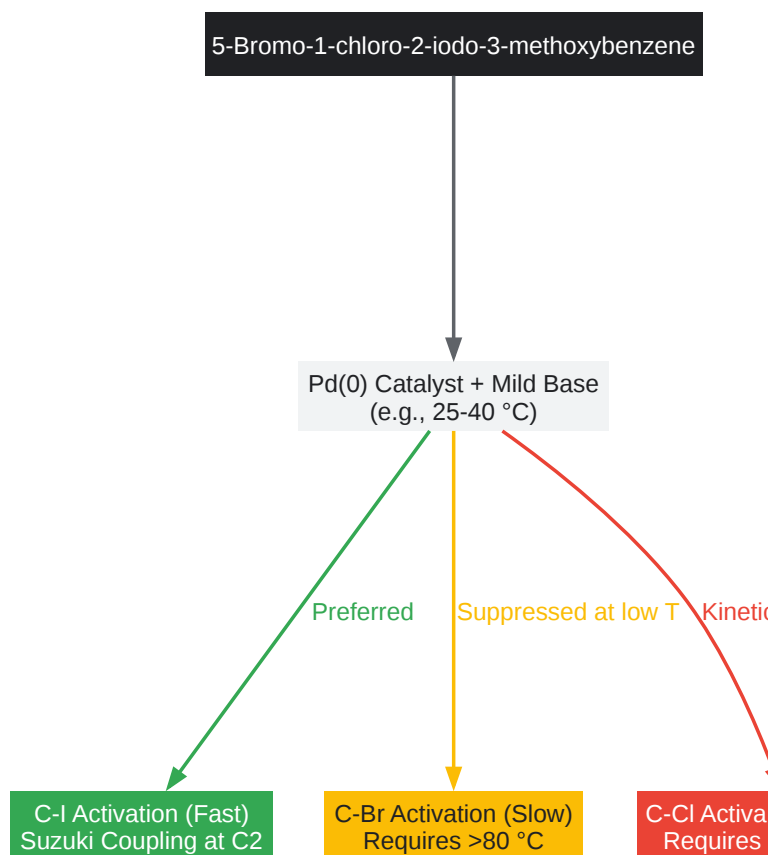 5-Bromo-1-chloro-2-iodo-3-methoxybenzene
Pd(0) Catalyst + Mild Base
(e.g., 25-40 °C)
Preferred
Suppressed at low T
C-I Activation (Fast)
Suzuki Coupling at C2
C-Br Activation (Slow)
Requires >80 °C
C-Cl
Requires